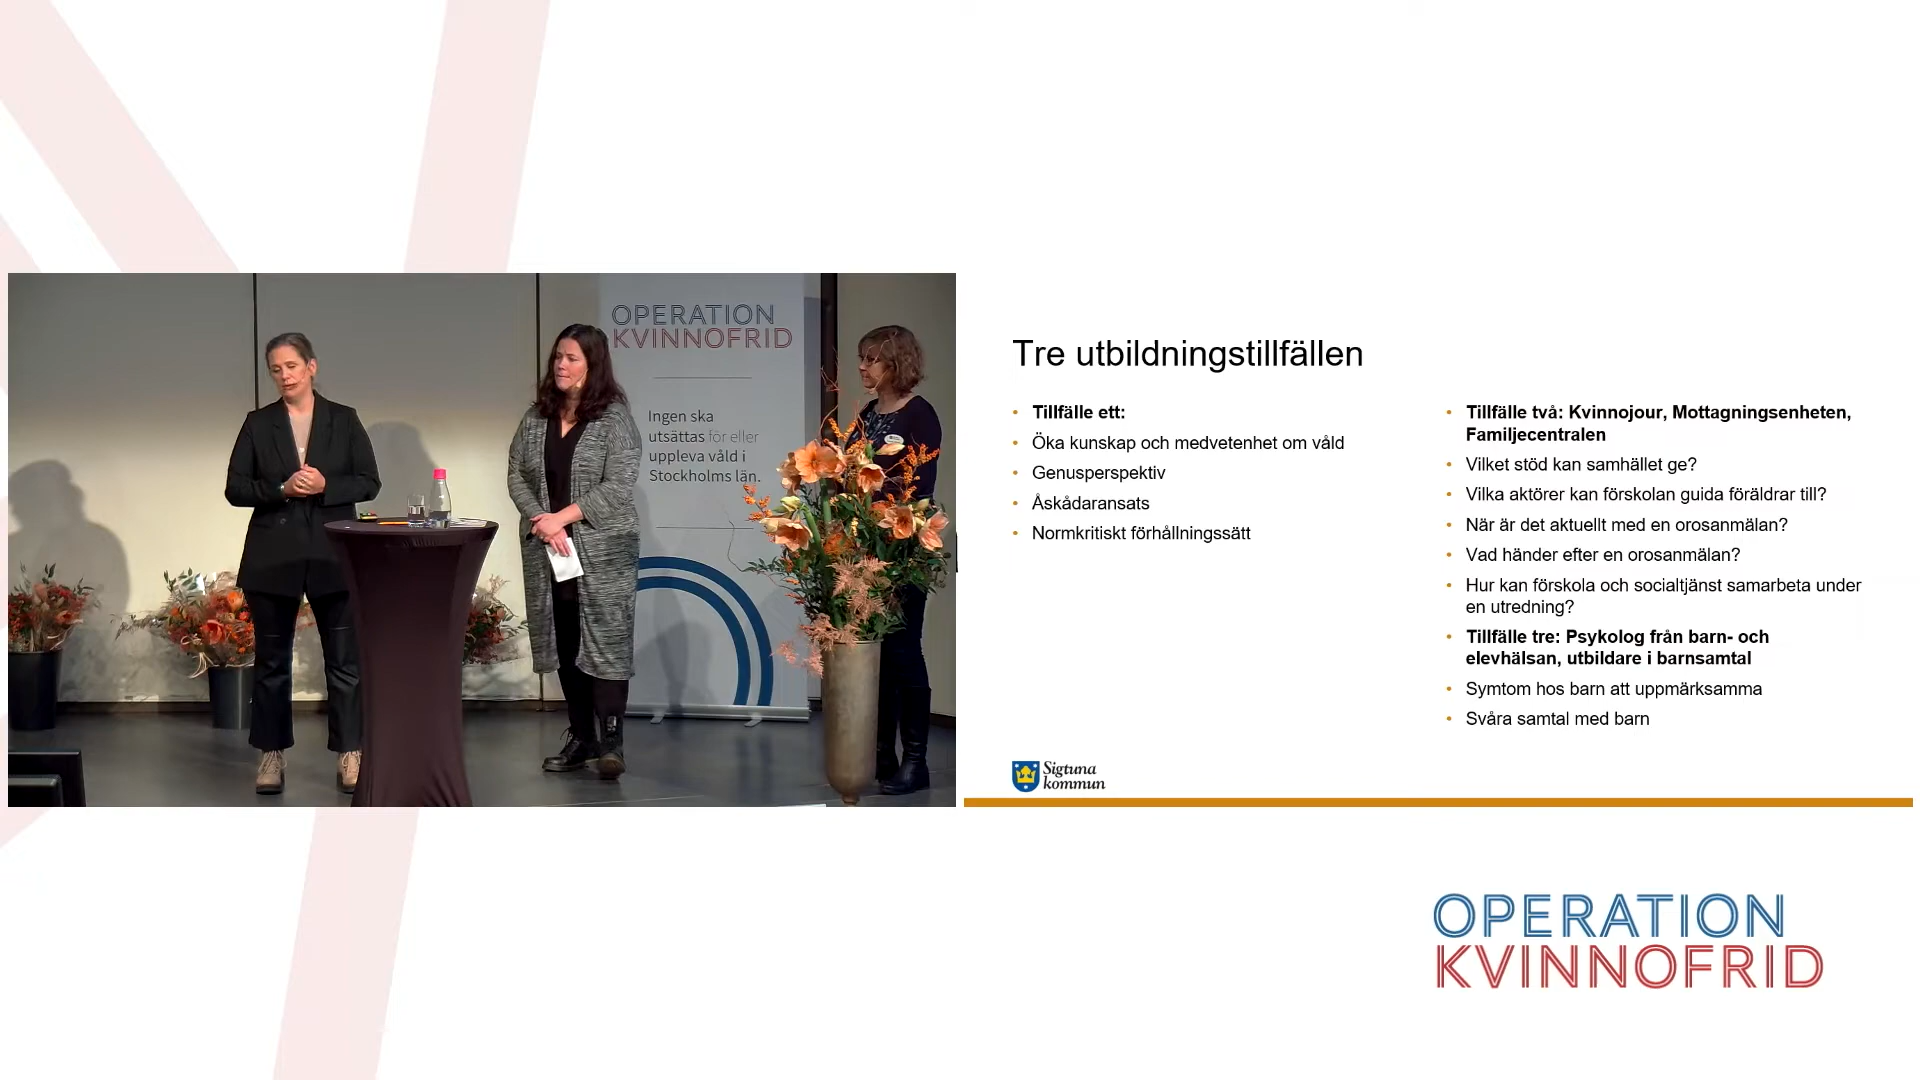 OPERATION
KVINNOFRID
Ingen ska
utsättas för eller
uppleva våld i
Stockholms län.
Tre utbildningstillfällen
• Tillfälle ett:
• Öka kunskap och medvetenhet om våld
• Genusperspektiv
• Åskådaransats
• Normkritiskt förhållningssätt
• Tillfälle två: Kvinnojour, Mottagningsenheten,
Familjecentralen
• Vilket stöd kan samhället ge?
• Vilka aktörer kan förskolan guida föräldrar till?
• När är det aktuellt med en orosanmälan?
• Vad händer efter en orosanmälan?
• Hur kan förskola och socialtjänst samarbeta under
en utredning?
• Tillfälle tre: Psykolog från barn- och
elevhälsan, utbildare i barnsamtal
• Symtom hos barn att uppmärksamma
• Svåra samtal med barn
Sigtuna
kommun
OPERATION
KVINNOFRID